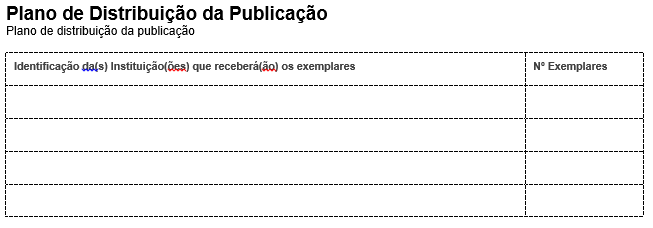 Plano de Distribuição da Publicação
Plano de distribuição da publicação
Identificação da(s) Instituição(ões) que receberá(ão) os exemplares
Nº Exemplares